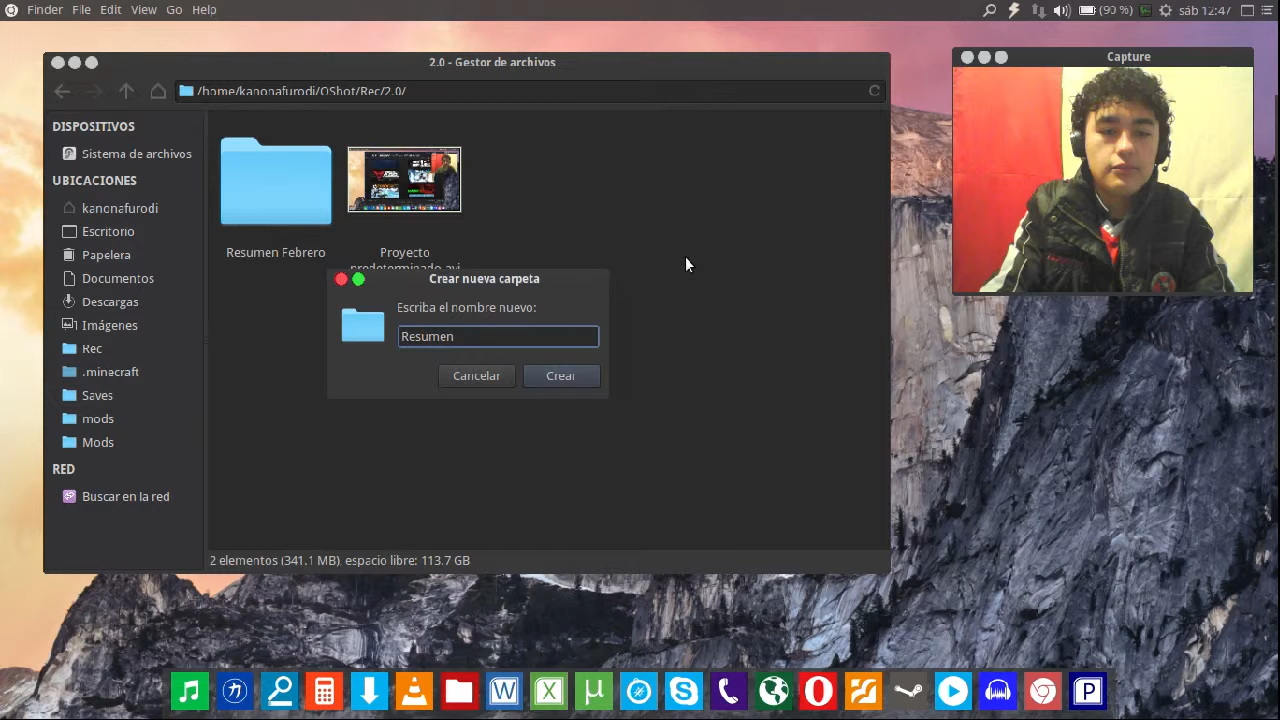 Finder File Edit View Go Help
(90 %) sáb 12:47
2.0 - Gestor de archivos
/home/kanonafurodi/OShot/Rec/2.0/
DISPOSITIVOS
Sistema de archivos
UBICACIONES
kanonafurodi
Escritorio
Papelera
Documentos
Descargas
Imágenes
Rec
.minecraft
Saves
mods
Mods
RED
Buscar en la red
Resumen Febrero
Proyecto
predeterminado.avi
Crear nueva carpeta
Escriba el nombre nuevo:
Resumen
Cancelar
Crear
2 elementos (341.1 MB), espacio libre: 113.7 GB
Capture